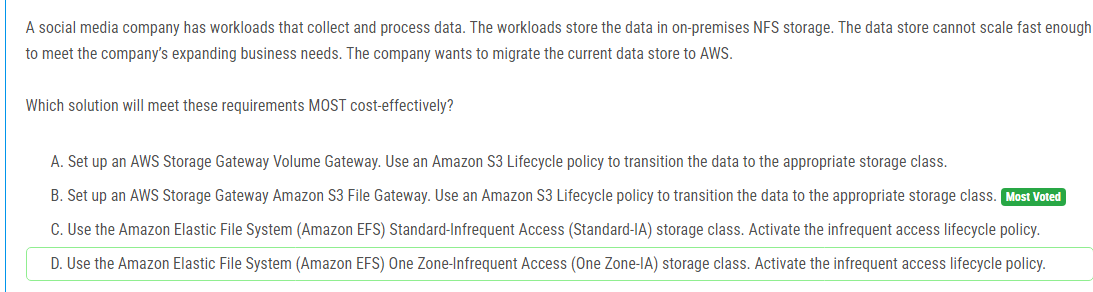 A social media company has workloads that collect and process data. The workloads store the data in on-premises NFS storage. The data store cannot scale fast enough
to meet the company's expanding business needs. The company wants to migrate the current data store to AWS.
Which solution will meet these requirements MOST cost-effectively?
A. Set up an AWS Storage Gateway Volume Gateway. Use an Amazon S3 Lifecycle policy to transition the data to the appropriate storage class.
B. Set up an AWS Storage Gateway Amazon S3 File Gateway. Use an Amazon S3 Lifecycle policy to transition the data to the appropriate storage class. Most Voted
C. Use the Amazon Elastic File System (Amazon EFS) Standard-Infrequent Access (Standard-IA) storage class. Activate the infrequent access lifecycle policy.
D. Use the Amazon Elastic File System (Amazon EFS) One Zone-Infrequent Access (One Zone-IA) storage class. Activate the infrequent access lifecycle policy.